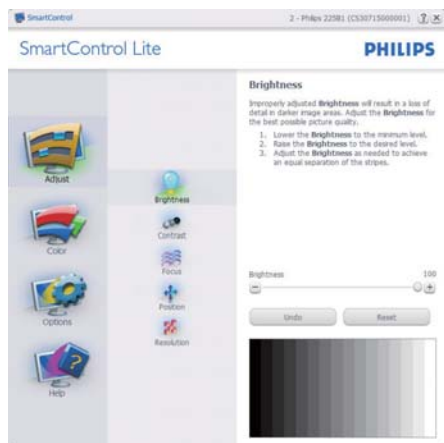 SmartControl
2 - Philips 225B1 (CS30715000001)
SmartControl Lite
PHILIPS
Adjust
Color
Options
Help
Brightness
Contrast
Focus
Position
Resolution
Brightness
Improperly adjusted Brightness will result in a loss of
detail in darker image areas. Adjust the Brightness for
the best possible picture quality.
1. Lower the Brightness to the minimum level.
2. Raise the Brightness to the desired level.
3. Adjust the Brightness as needed to achieve
an equal separation of the stripes.
Brightness 100
Undo Reset